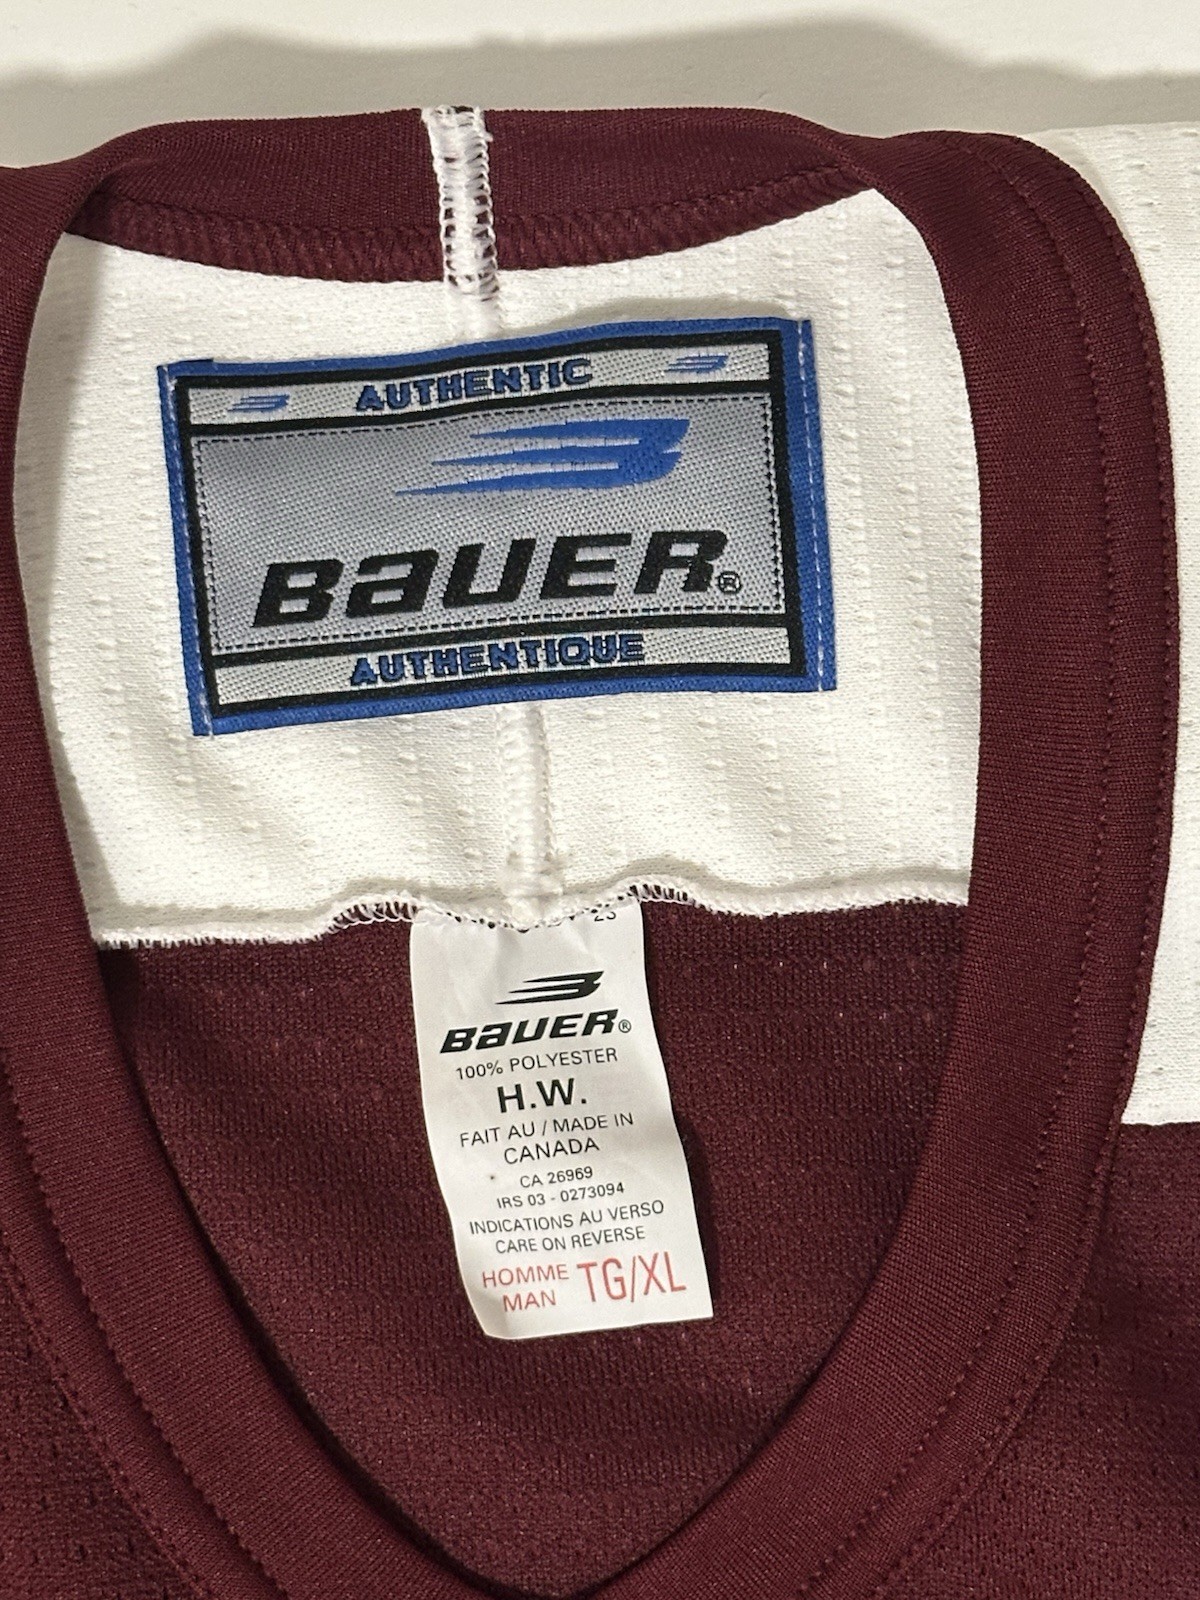 AUTHENTIC
BAUER®
AUTHENTIQUE
23
BAUER®
100% POLYESTER
H.W.
FAIT AU / MADE IN
CANADA
CA 26969
IRS 03 - 0273094
INDICATIONS AU VERSO
CARE ON REVERSE
HOMME TG/XL
MAN